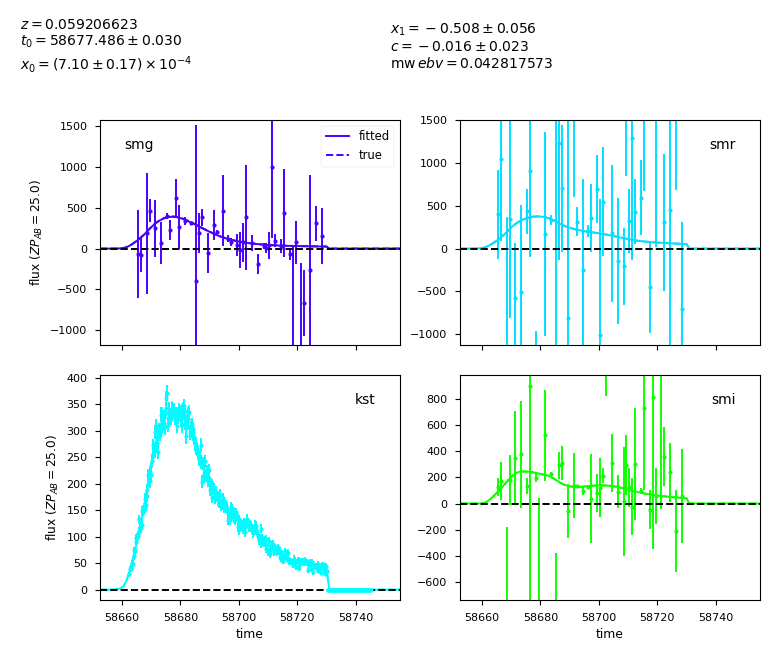 z = 0.059206623
t₀ = 58677.486 ± 0.030
x₀ = (7.10 ± 0.17) × 10⁻⁴
x₁ = −0.508 ± 0.056
c = −0.016 ± 0.023
mw ebv = 0.042817573
smg
fitted
true
1500
1000
500
0
−500
−1000
flux (ZP_AB = 25.0)
smr
1500
1000
500
0
−500
−1000
kst
400
350
300
250
200
150
100
50
0
flux (ZP_AB = 25.0)
58660 58680 58700 58720 58740
time
smi
800
600
400
200
0
−200
−400
−600
58660 58680 58700 58720 58740
time